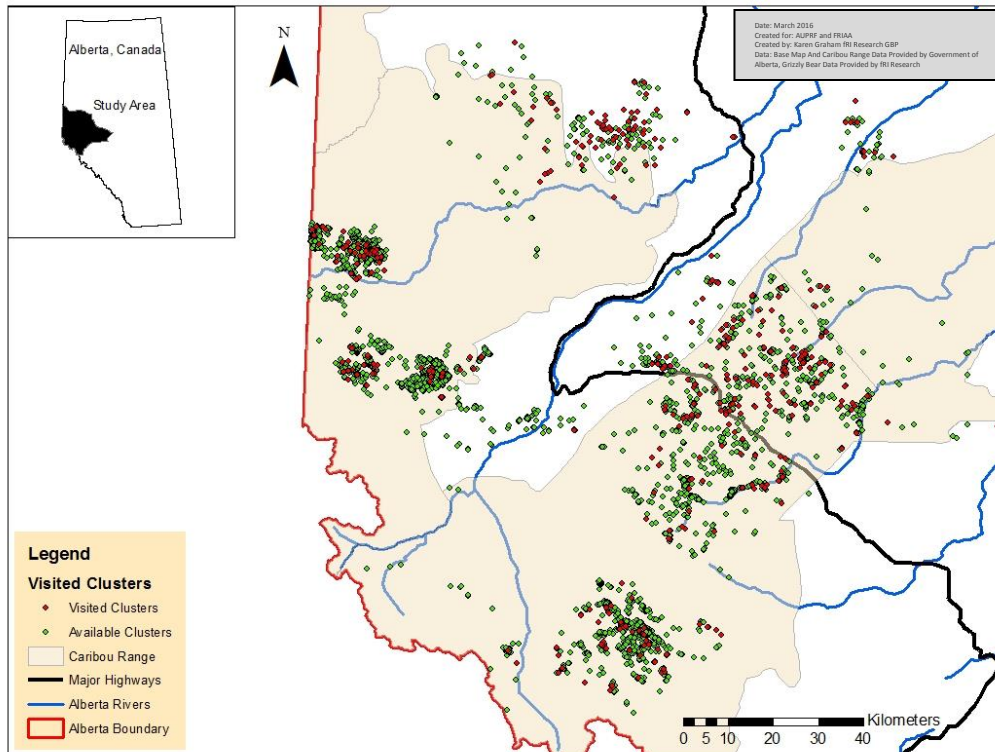 Alberta, Canada
Study Area
N
Date: March 2016
Created for: AUPRF and FRIAA
Created by: Karen Graham fRI Research GBP
Data: Base Map And Caribou Range Data Provided by Government of
Alberta, Grizzly Bear Data Provided by fRI Research
Legend
Visited Clusters
Visited Clusters
Available Clusters
Caribou Range
Major Highways
Alberta Rivers
Alberta Boundary
Kilometers
0 5 10 20 30 40